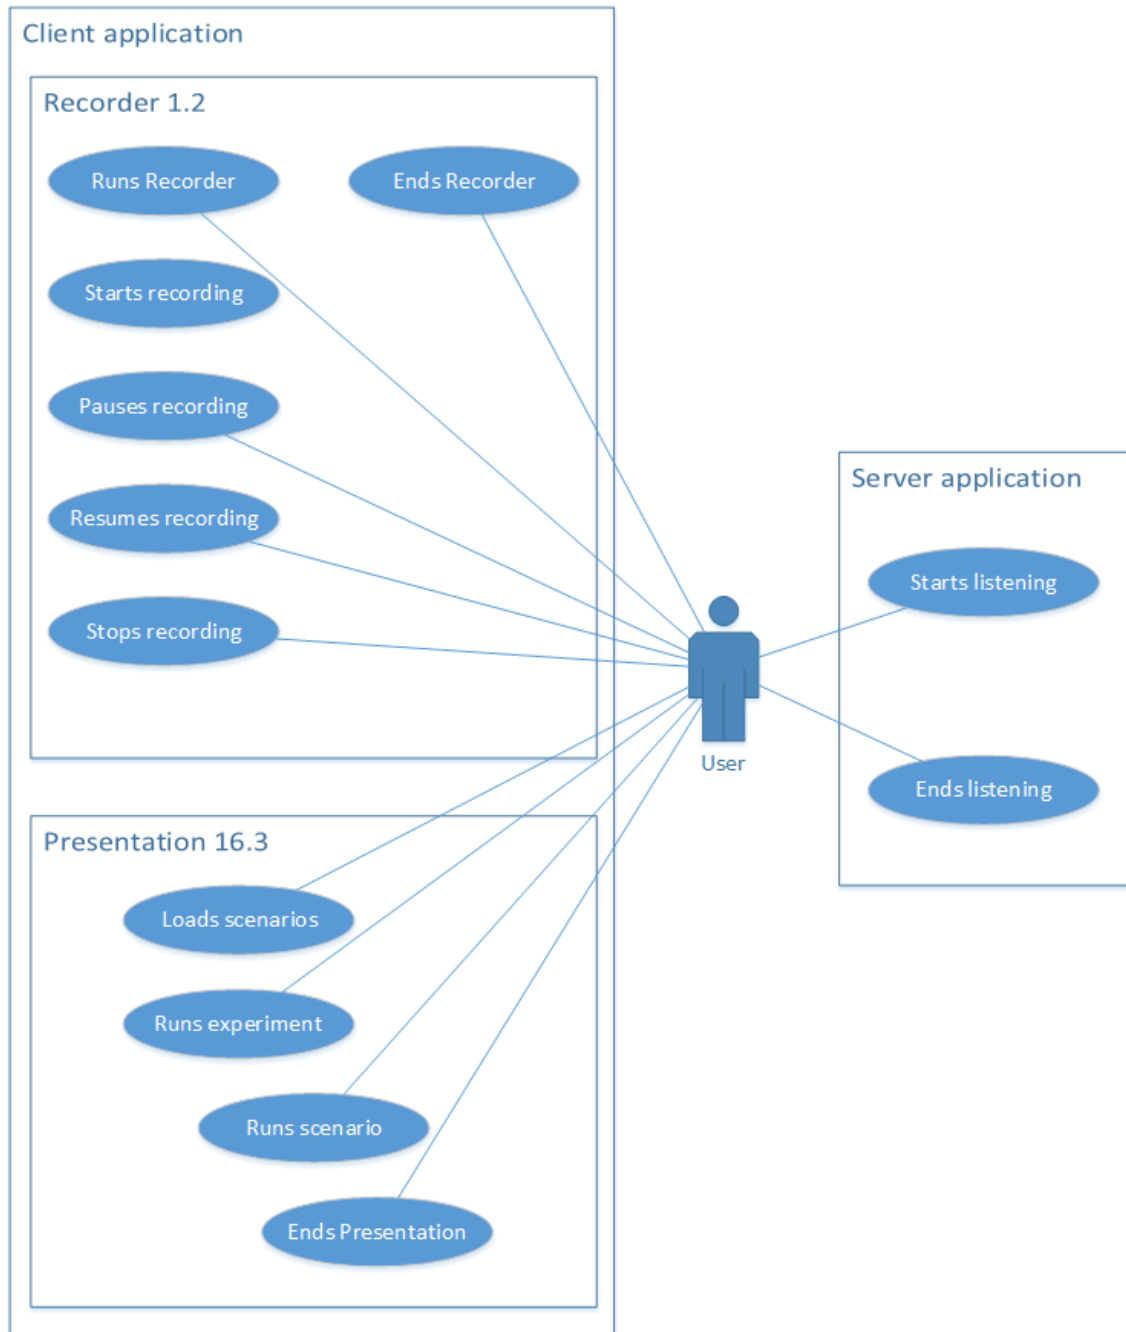 Client application
Recorder 1.2
Runs Recorder
Ends Recorder
Starts recording
Pauses recording
Resumes recording
Stops recording
User
Server application
Starts listening
Ends listening
Presentation 16.3
Loads scenarios
Runs experiment
Runs scenario
Ends Presentation